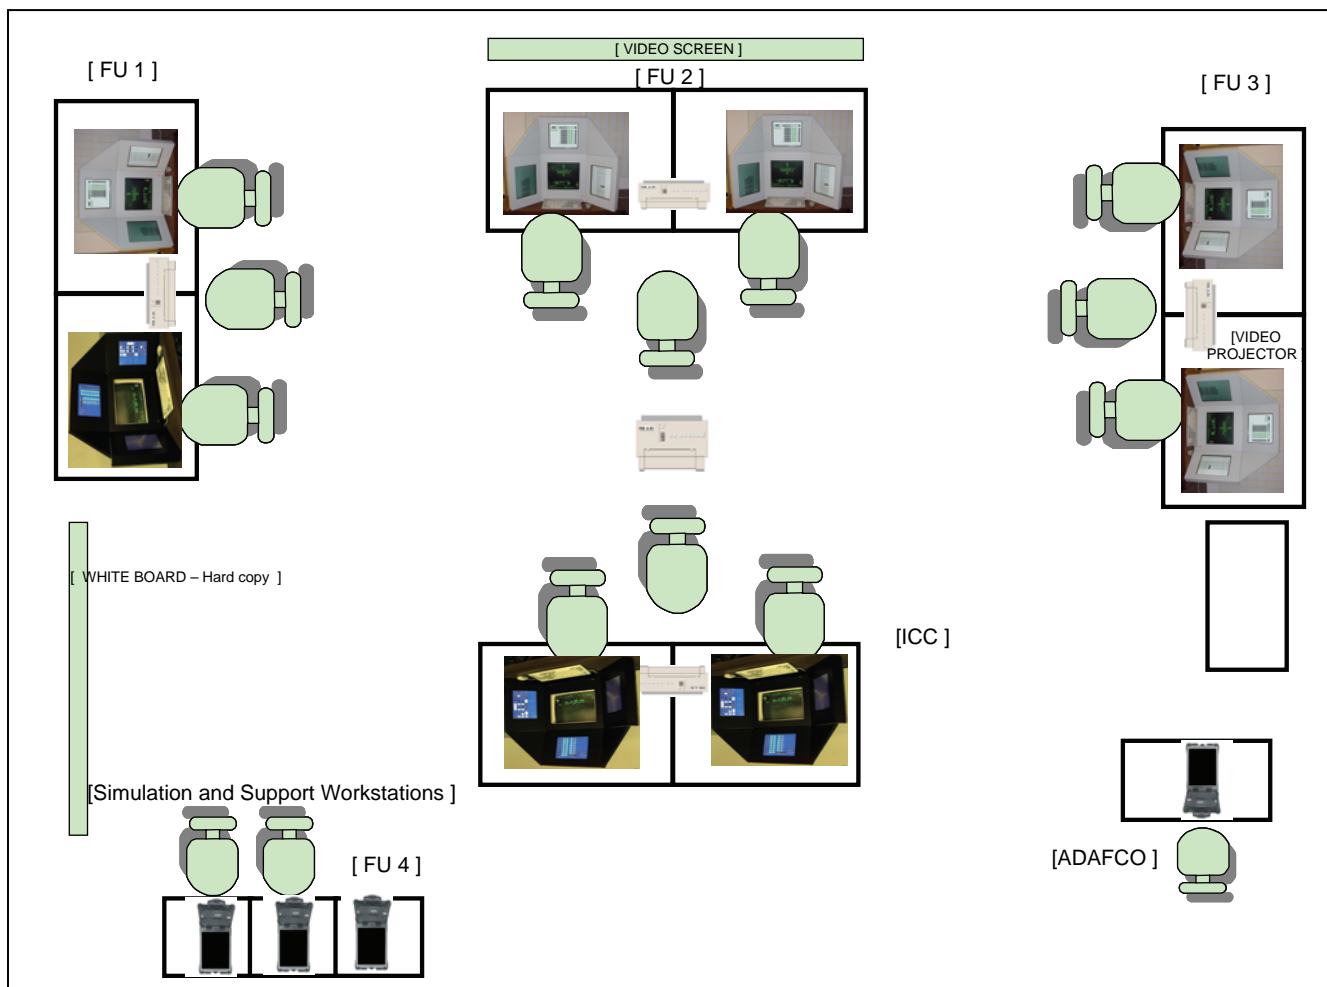 [ VIDEO SCREEN ]
[ FU 1 ]
[ FU 2 ]
[ FU 3 ]
[VIDEO
PROJECTOR
[ WHITE BOARD – Hard copy ]
[ICC ]
[Simulation and Support Workstations ]
[ FU 4 ]
[ADAFCO ]